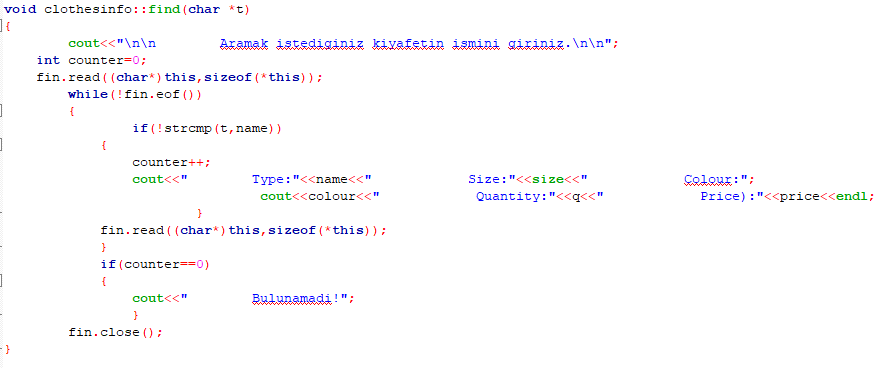 void clothesinfo::find(char *t)
{
cout<<"\n\n        Aramak istediginiz kiyafetin ismini giriniz.\n\n";
int counter=0;
fin.read((char*)this,sizeof(*this));
while(!fin.eof())
{
if(!strcmp(t,name))
{
counter++;
cout<<"        Type:"<<name<<"            Size:"<<size<<"            Colour:";
cout<<colour<<"            Quantity:"<<q<<"            Price):"<<price<<endl;
}
fin.read((char*)this,sizeof(*this));
}
if(counter==0)
{
cout<<"        Bulunamadi!";
}
fin.close();
}